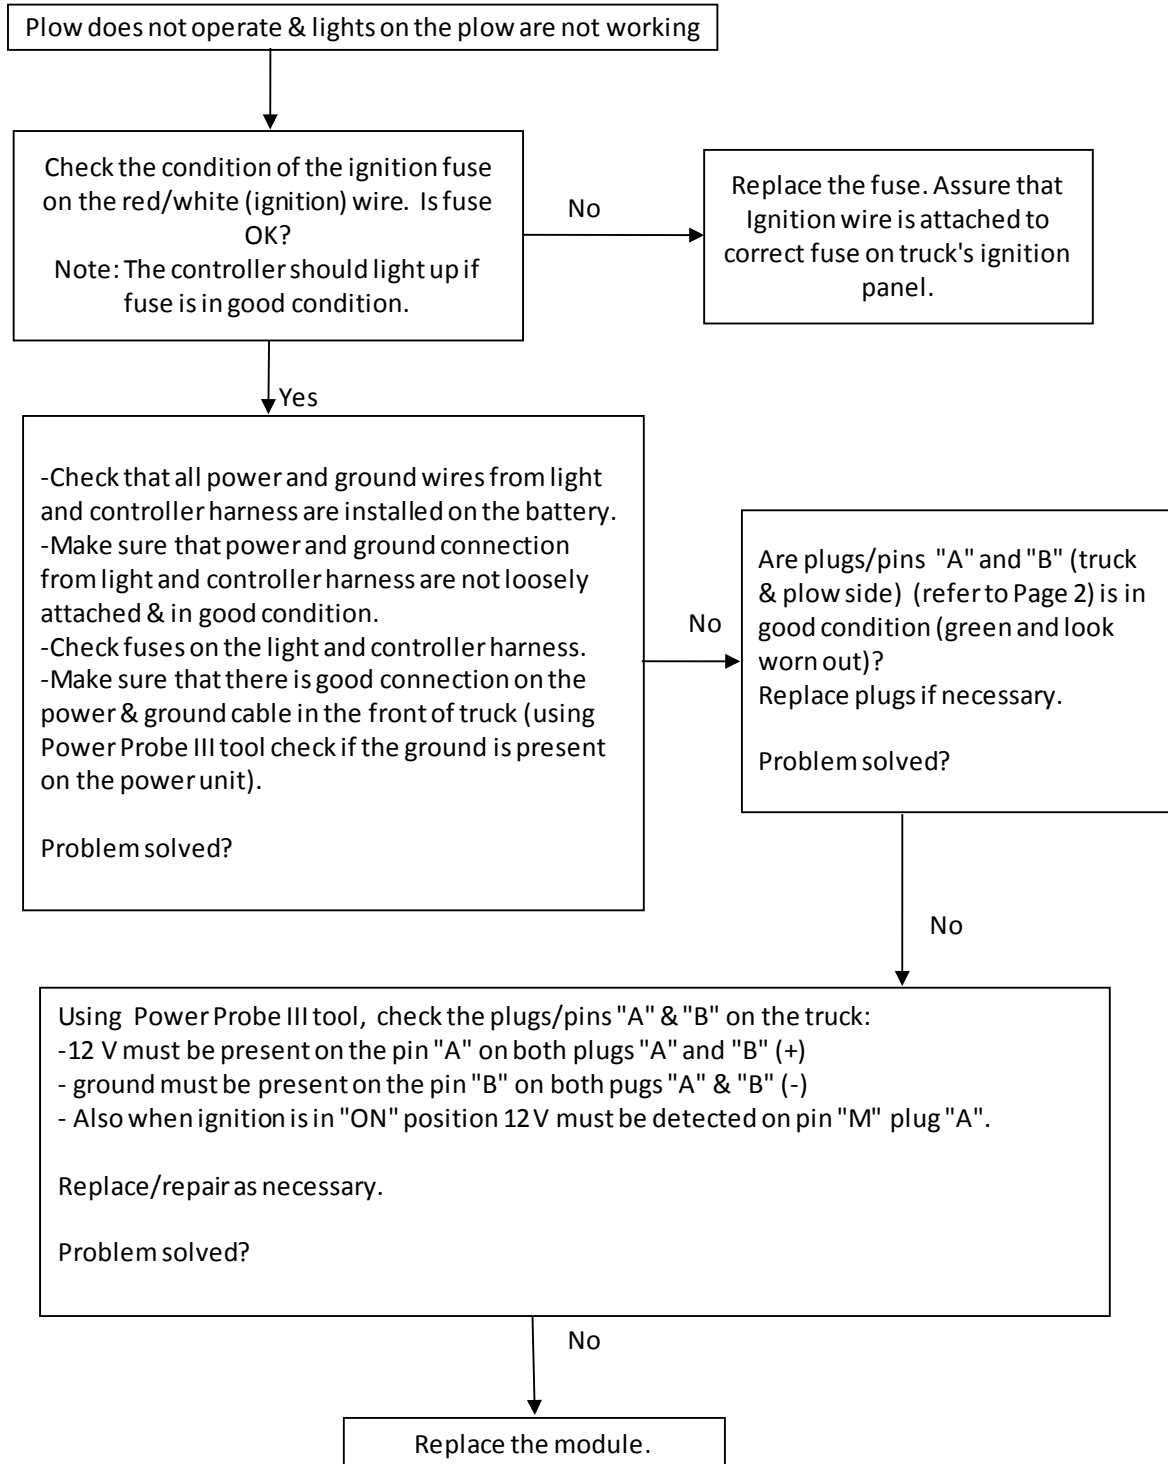 Plow does not operate & lights on the plow are not working
Check the condition of the ignition fuse
on the red/white (ignition) wire. Is fuse
OK?
Note: The controller should light up if
fuse is in good condition.
No
Replace the fuse. Assure that
Ignition wire is attached to
correct fuse on truck's ignition
panel.
Yes
-Check that all power and ground wires from light
and controller harness are installed on the battery.
-Make sure that power and ground connection
from light and controller harness are not loosely
attached & in good condition.
-Check fuses on the light and controller harness.
-Make sure that there is good connection on the
power & ground cable in the front of truck (using
Power Probe III tool check if the ground is present
on the power unit).
Problem solved?
No
Are plugs/pins "A" and "B" (truck
& plow side) (refer to Page 2) is in
good condition (green and look
worn out)?
Replace plugs if necessary.
Problem solved?
No
Using Power Probe III tool, check the plugs/pins "A" & "B" on the truck:
-12 V must be present on the pin "A" on both plugs "A" and "B" (+)
- ground must be present on the pin "B" on both pugs "A" & "B" (-)
- Also when ignition is in "ON" position 12 V must be detected on pin "M" plug "A".
Replace/repair as necessary.
Problem solved?
No
Replace the module.